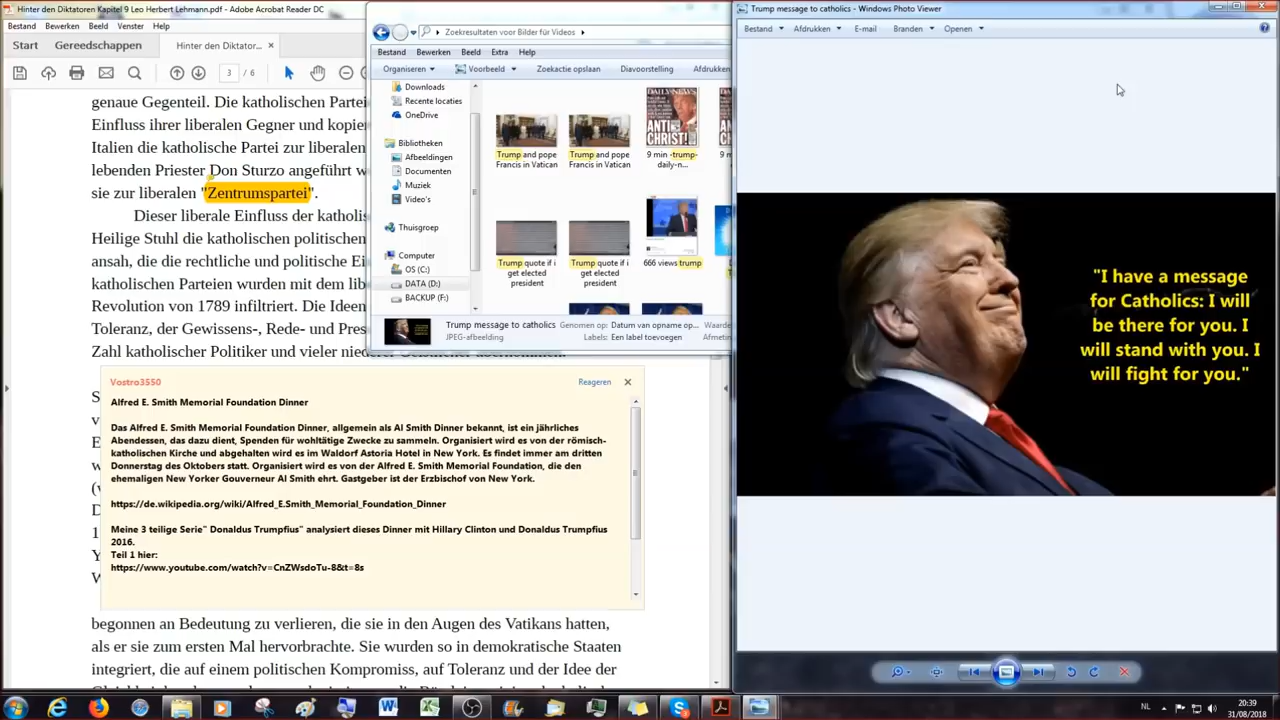 Hinter den Diktatoren Kapitel 9 Leo Herbert Lehmann.pdf - Adobe Acrobat Reader DC
Bestand Bewerken Beeld Venster Help
Start Gereedschappen Hinter den Diktator... ×
3 / 6
genaue Gegenteil. Die katholischen Partei
Einfluss ihrer liberalen Gegner und kopier
Italien die katholische Partei zur liberalen
lebenden Priester Don Sturzo angeführt w
sie zur liberalen "Zentrumspartei".
Dieser liberale Einfluss der katholis
Heilige Stuhl die katholischen politischen
ansah, die die rechtliche und politische Ei
katholischen Parteien wurden mit dem lib
Revolution von 1789 infiltriert. Die Ideen
Toleranz, der Gewissens-, Rede- und Pres
Zahl katholischer Politiker und vieler
Vostro3550 Reageren ×
Alfred E. Smith Memorial Foundation Dinner
Das Alfred E. Smith Memorial Foundation Dinner, allgemein als Al Smith Dinner bekannt, ist ein jährliches
Abendessen, das dazu dient, Spenden für wohltätige Zwecke zu sammeln. Organisiert wird es von der römisch-
katholischen Kirche und abgehalten wird es im Waldorf Astoria Hotel in New York. Es findet immer am dritten
Donnerstag des Oktobers statt. Organisiert wird es von der Alfred E. Smith Memorial Foundation, die den
ehemaligen New Yorker Gouverneur Al Smith ehrt. Gastgeber ist der Erzbischof von New York.
https://de.wikipedia.org/wiki/Alfred_E.Smith_Memorial_Foundation_Dinner
Meine 3 teilige Serie" Donaldus Trumpfius" analysiert dieses Dinner mit Hillary Clinton und Donaldus Trumpfius
2016.
Teil 1 hier:
https://www.youtube.com/watch?v=CnZWsdoTu-8&t=8s
begonnen an Bedeutung zu verlieren, die sie in den Augen des Vatikans hatten,
als er sie zum ersten Mal hervorbrachte. Sie wurden so in demokratische Staaten
integriert, die auf einem politischen Kompromiss, auf Toleranz und der Idee der
Zoekresultaten voor Bilder für Videos
Bestand Bewerken Beeld Extra Help
Organiseren Voorbeeld Zoekactie opslaan Diavoorstelling Afdrukken
Downloads
Recente locaties
OneDrive
Bibliotheken
Afbeeldingen
Documenten
Muziek
Video's
Thuisgroep
Computer
OS (C:)
DATA (D:)
BACKUP (F:)
DAILY NEWS
ANTI-
CHRIST!
Trump and pope
Francis in Vatican
Trump and pope
Francis in Vatican
9 min -trump-
daily-n...
Trump quote if i
get elected
president
Trump quote if i
get elected
president
666 views trump
Trump message to catholics Genomen op: Datum van opname op... Waarde
JPEG-afbeelding Labels: Een label toevoegen Afmetin
Trump message to catholics - Windows Photo Viewer
Bestand Afdrukken E-mail Branden Openen
"I have a message
for Catholics: I will
be there for you. I
will stand with you. I
will fight for you."
NL 20:39
31/08/2018